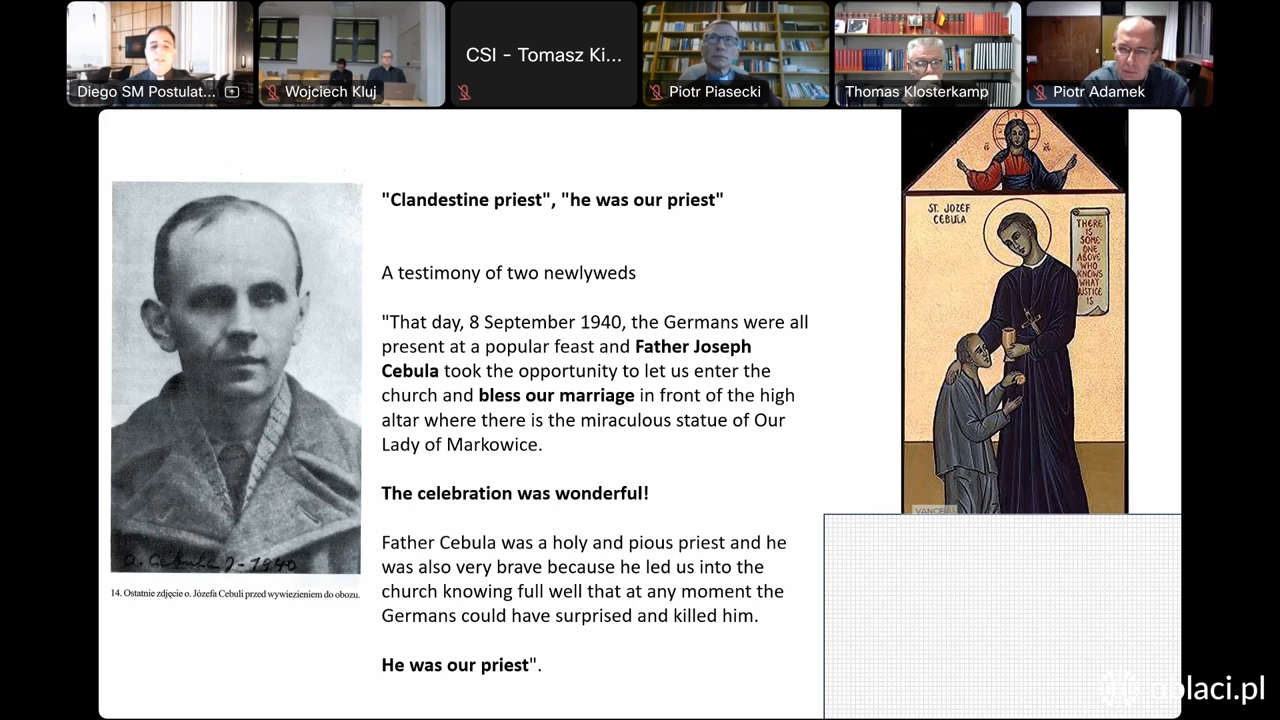 Diego SM Postulat...
Wojciech Kluj
CSI - Tomasz Ki...
Piotr Piasecki
Thomas Klosterkamp
Piotr Adamek
"Clandestine priest", "he was our priest"
A testimony of two newlyweds
"That day, 8 September 1940, the Germans were all
present at a popular feast and Father Joseph
Cebula took the opportunity to let us enter the
church and bless our marriage in front of the high
altar where there is the miraculous statue of Our
Lady of Markowice.
The celebration was wonderful!
Father Cebula was a holy and pious priest and he
was also very brave because he led us into the
church knowing full well that at any moment the
Germans could have surprised and killed him.
He was our priest".
O. Cebula J - 1940
14. Ostatnie zdjęcie o. Józefa Cebuli przed wywiezieniem do obozu.
ST. JOZEF
CEBULA
THERE
IS
SOME-
ONE
ABOVE
WHO
KNOWS
WHAT
JUSTICE
IS
oblaci.pl